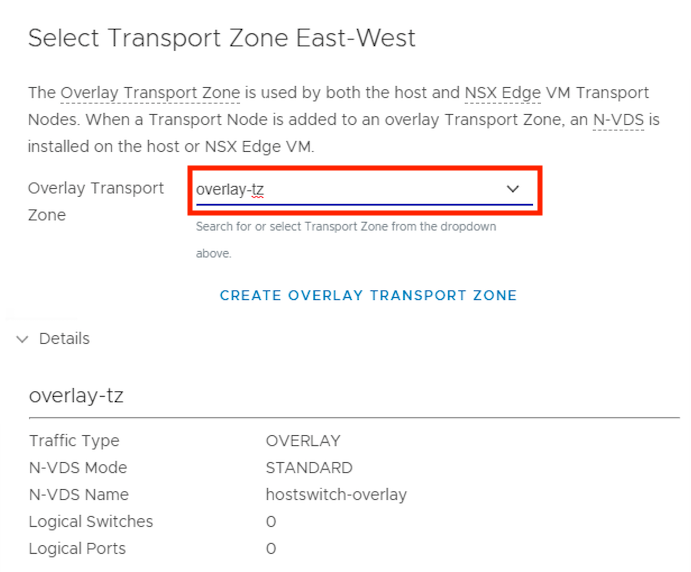 Select Transport Zone East-West
The Overlay Transport Zone is used by both the host and NSX Edge VM Transport
Nodes. When a Transport Node is added to an overlay Transport Zone, an N-VDS is
installed on the host or NSX Edge VM.
Overlay Transport
Zone
overlay-tz
Search for or select Transport Zone from the dropdown
above.
CREATE OVERLAY TRANSPORT ZONE
Details
overlay-tz
Traffic Type OVERLAY
N-VDS Mode STANDARD
N-VDS Name hostswitch-overlay
Logical Switches 0
Logical Ports 0